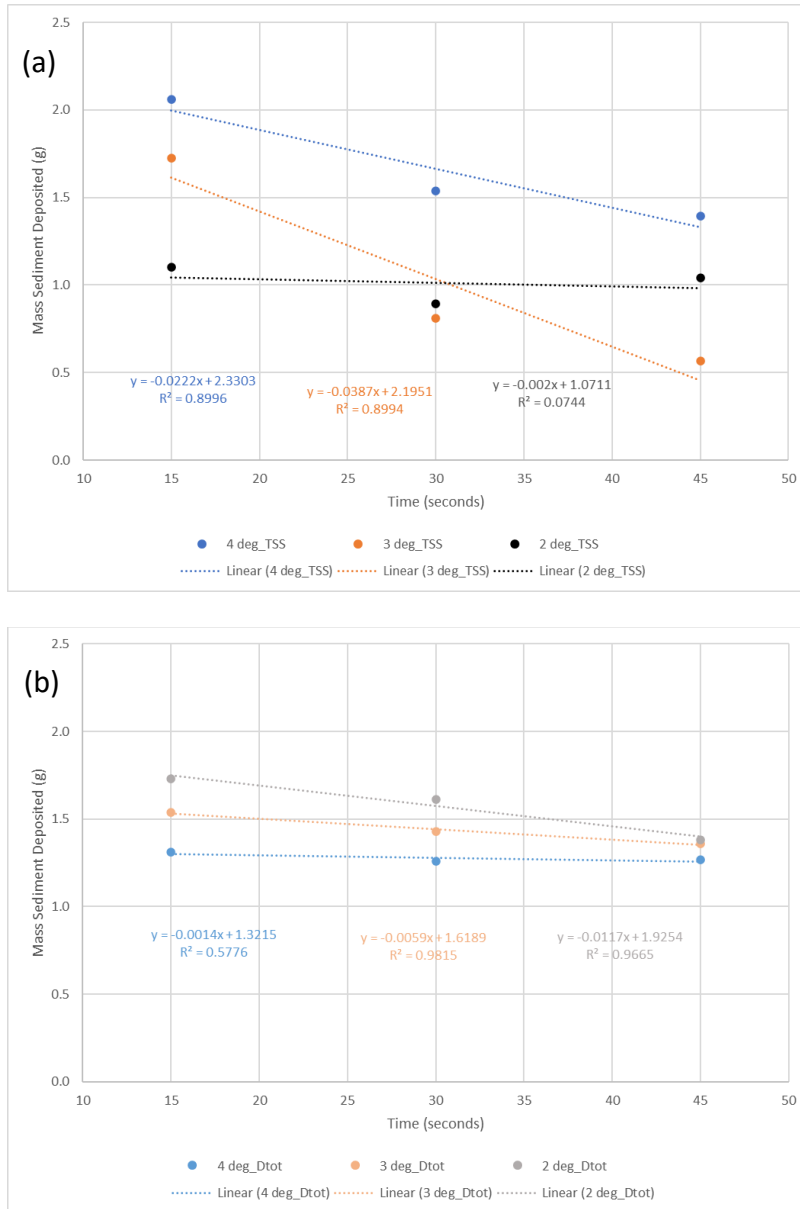 (a)
2.5
2.0
1.5
1.0
0.5
0.0
Mass Sediment Deposited (g)
y = -0.0222x + 2.3303
R² = 0.8996
y = -0.0387x + 2.1951
R² = 0.8994
y = -0.002x + 1.0711
R² = 0.0744
10 15 20 25 30 35 40 45 50
Time (seconds)
4 deg_TSS 3 deg_TSS 2 deg_TSS
Linear (4 deg_TSS) Linear (3 deg_TSS) Linear (2 deg_TSS)
(b)
2.5
2.0
1.5
1.0
0.5
0.0
Mass Sediment Deposited (g)
y = -0.0014x + 1.3215
R² = 0.5776
y = -0.0059x + 1.6189
R² = 0.9815
y = -0.0117x + 1.9254
R² = 0.9665
10 15 20 25 30 35 40 45 50
Time (seconds)
4 deg_Dtot 3 deg_Dtot 2 deg_Dtot
Linear (4 deg_Dtot) Linear (3 deg_Dtot) Linear (2 deg_Dtot)